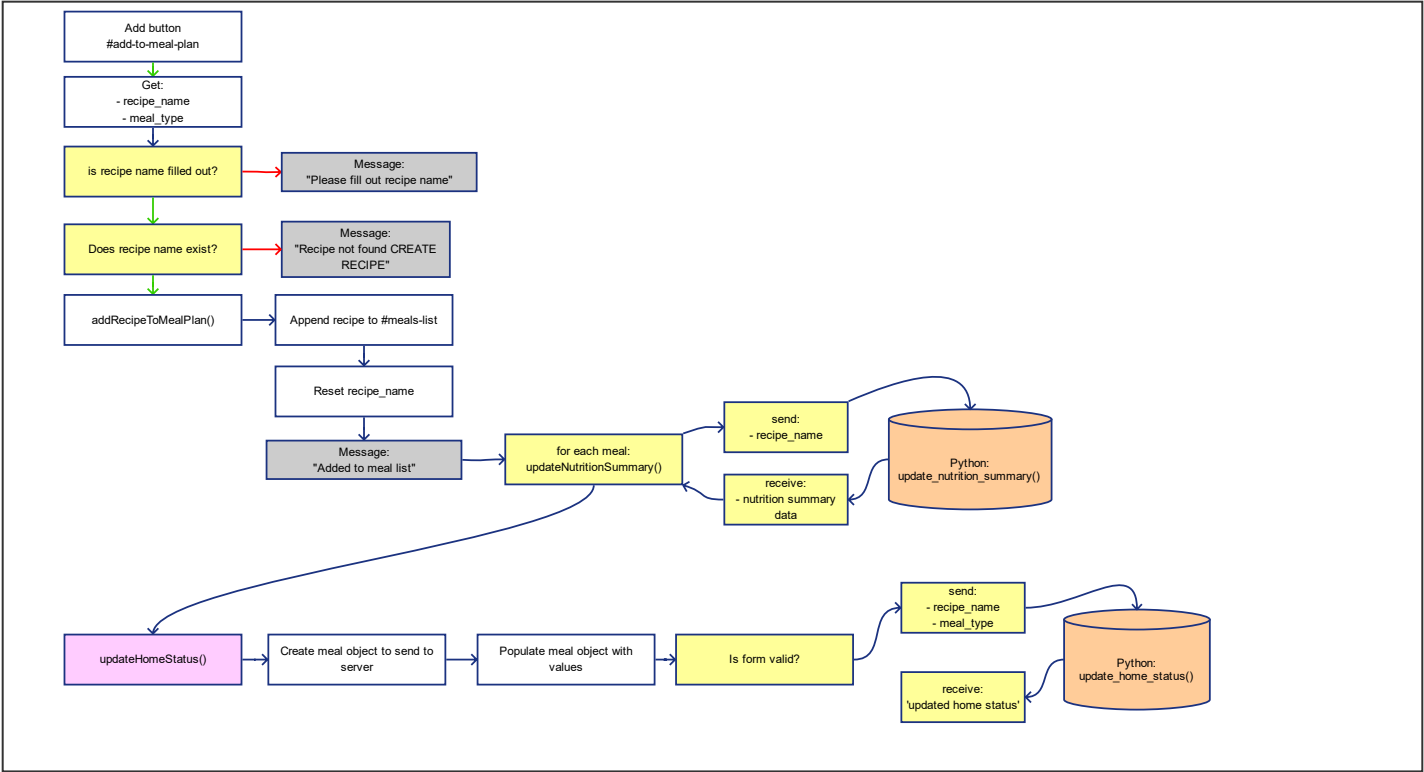 Add button
#add-to-meal-plan
Get:
- recipe_name
- meal_type
is recipe name filled out?
Message:
"Please fill out recipe name"
Does recipe name exist?
Message:
"Recipe not found CREATE
RECIPE"
addRecipeToMealPlan()
Append recipe to #meals-list
Reset recipe_name
Message:
"Added to meal list"
for each meal:
updateNutritionSummary()
send:
- recipe_name
Python:
update_nutrition_summary()
receive:
- nutrition summary
data
updateHomeStatus()
Create meal object to send to
server
Populate meal object with
values
Is form valid?
send:
- recipe_name
- meal_type
Python:
update_home_status()
receive:
'updated home status'